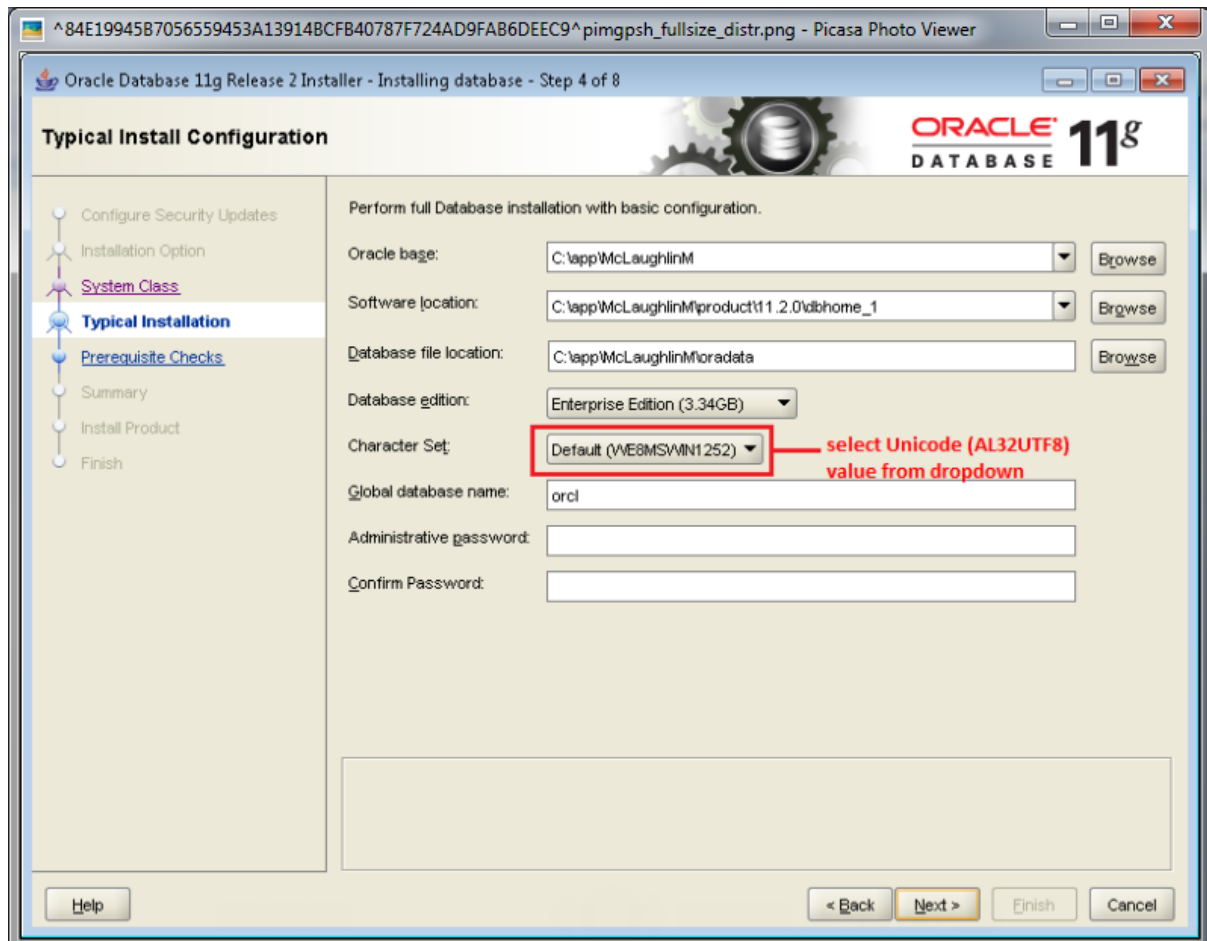 ^84E19945B7056559453A13914BCFB40787F724AD9FAB6DEEC9^pimgpsh_fullsize_distr.png - Picasa Photo Viewer
Oracle Database 11g Release 2 Installer - Installing database - Step 4 of 8
Typical Install Configuration
ORACLE
DATABASE 11g
Configure Security Updates
Installation Option
System Class
Typical Installation
Prerequisite Checks
Summary
Install Product
Finish
Perform full Database installation with basic configuration.
Oracle base: C:\app\McLaughlinM Browse
Software location: C:\app\McLaughlinM\product\11.2.0\dbhome_1 Browse
Database file location: C:\app\McLaughlinM\oradata Browse
Database edition: Enterprise Edition (3.34GB)
Character Set: Default (WE8MSWIN1252)
select Unicode (AL32UTF8)
value from dropdown
Global database name: orcl
Administrative password:
Confirm Password:
Help < Back Next > Finish Cancel